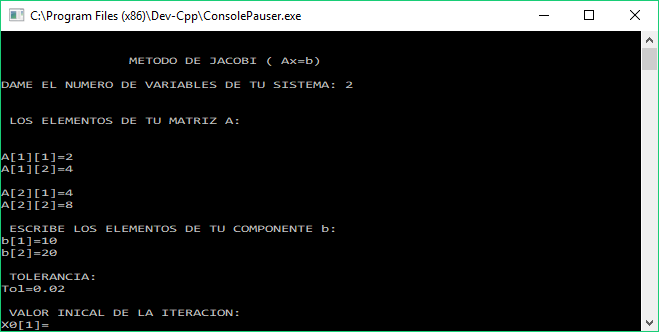 C:\Program Files (x86)\Dev-Cpp\ConsolePauser.exe
METODO DE JACOBI ( Ax=b)
DAME EL NUMERO DE VARIABLES DE TU SISTEMA: 2
LOS ELEMENTOS DE TU MATRIZ A:
A[1][1]=2
A[1][2]=4
A[2][1]=4
A[2][2]=8
ESCRIBE LOS ELEMENTOS DE TU COMPONENTE b:
b[1]=10
b[2]=20
TOLERANCIA:
Tol=0.02
VALOR INICAL DE LA ITERACION:
X0[1]=